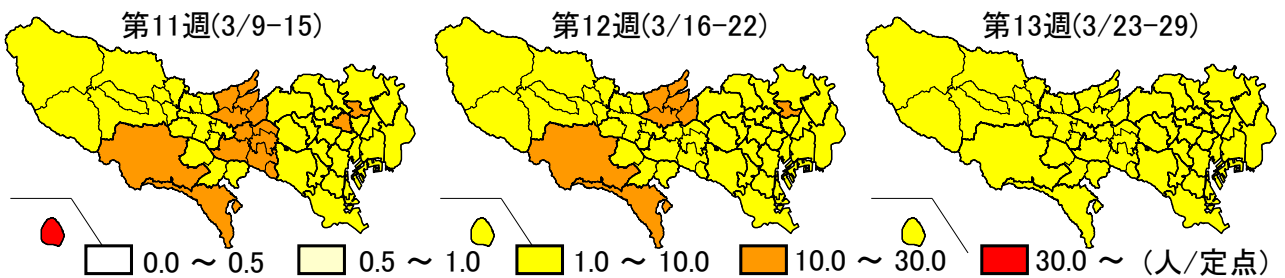 第11週(3/9-15)
第12週(3/16-22)
第13週(3/23-29)
0.0 ～ 0.5
0.5 ～ 1.0
1.0 ～ 10.0
10.0 ～ 30.0
30.0 ～ (人/定点)